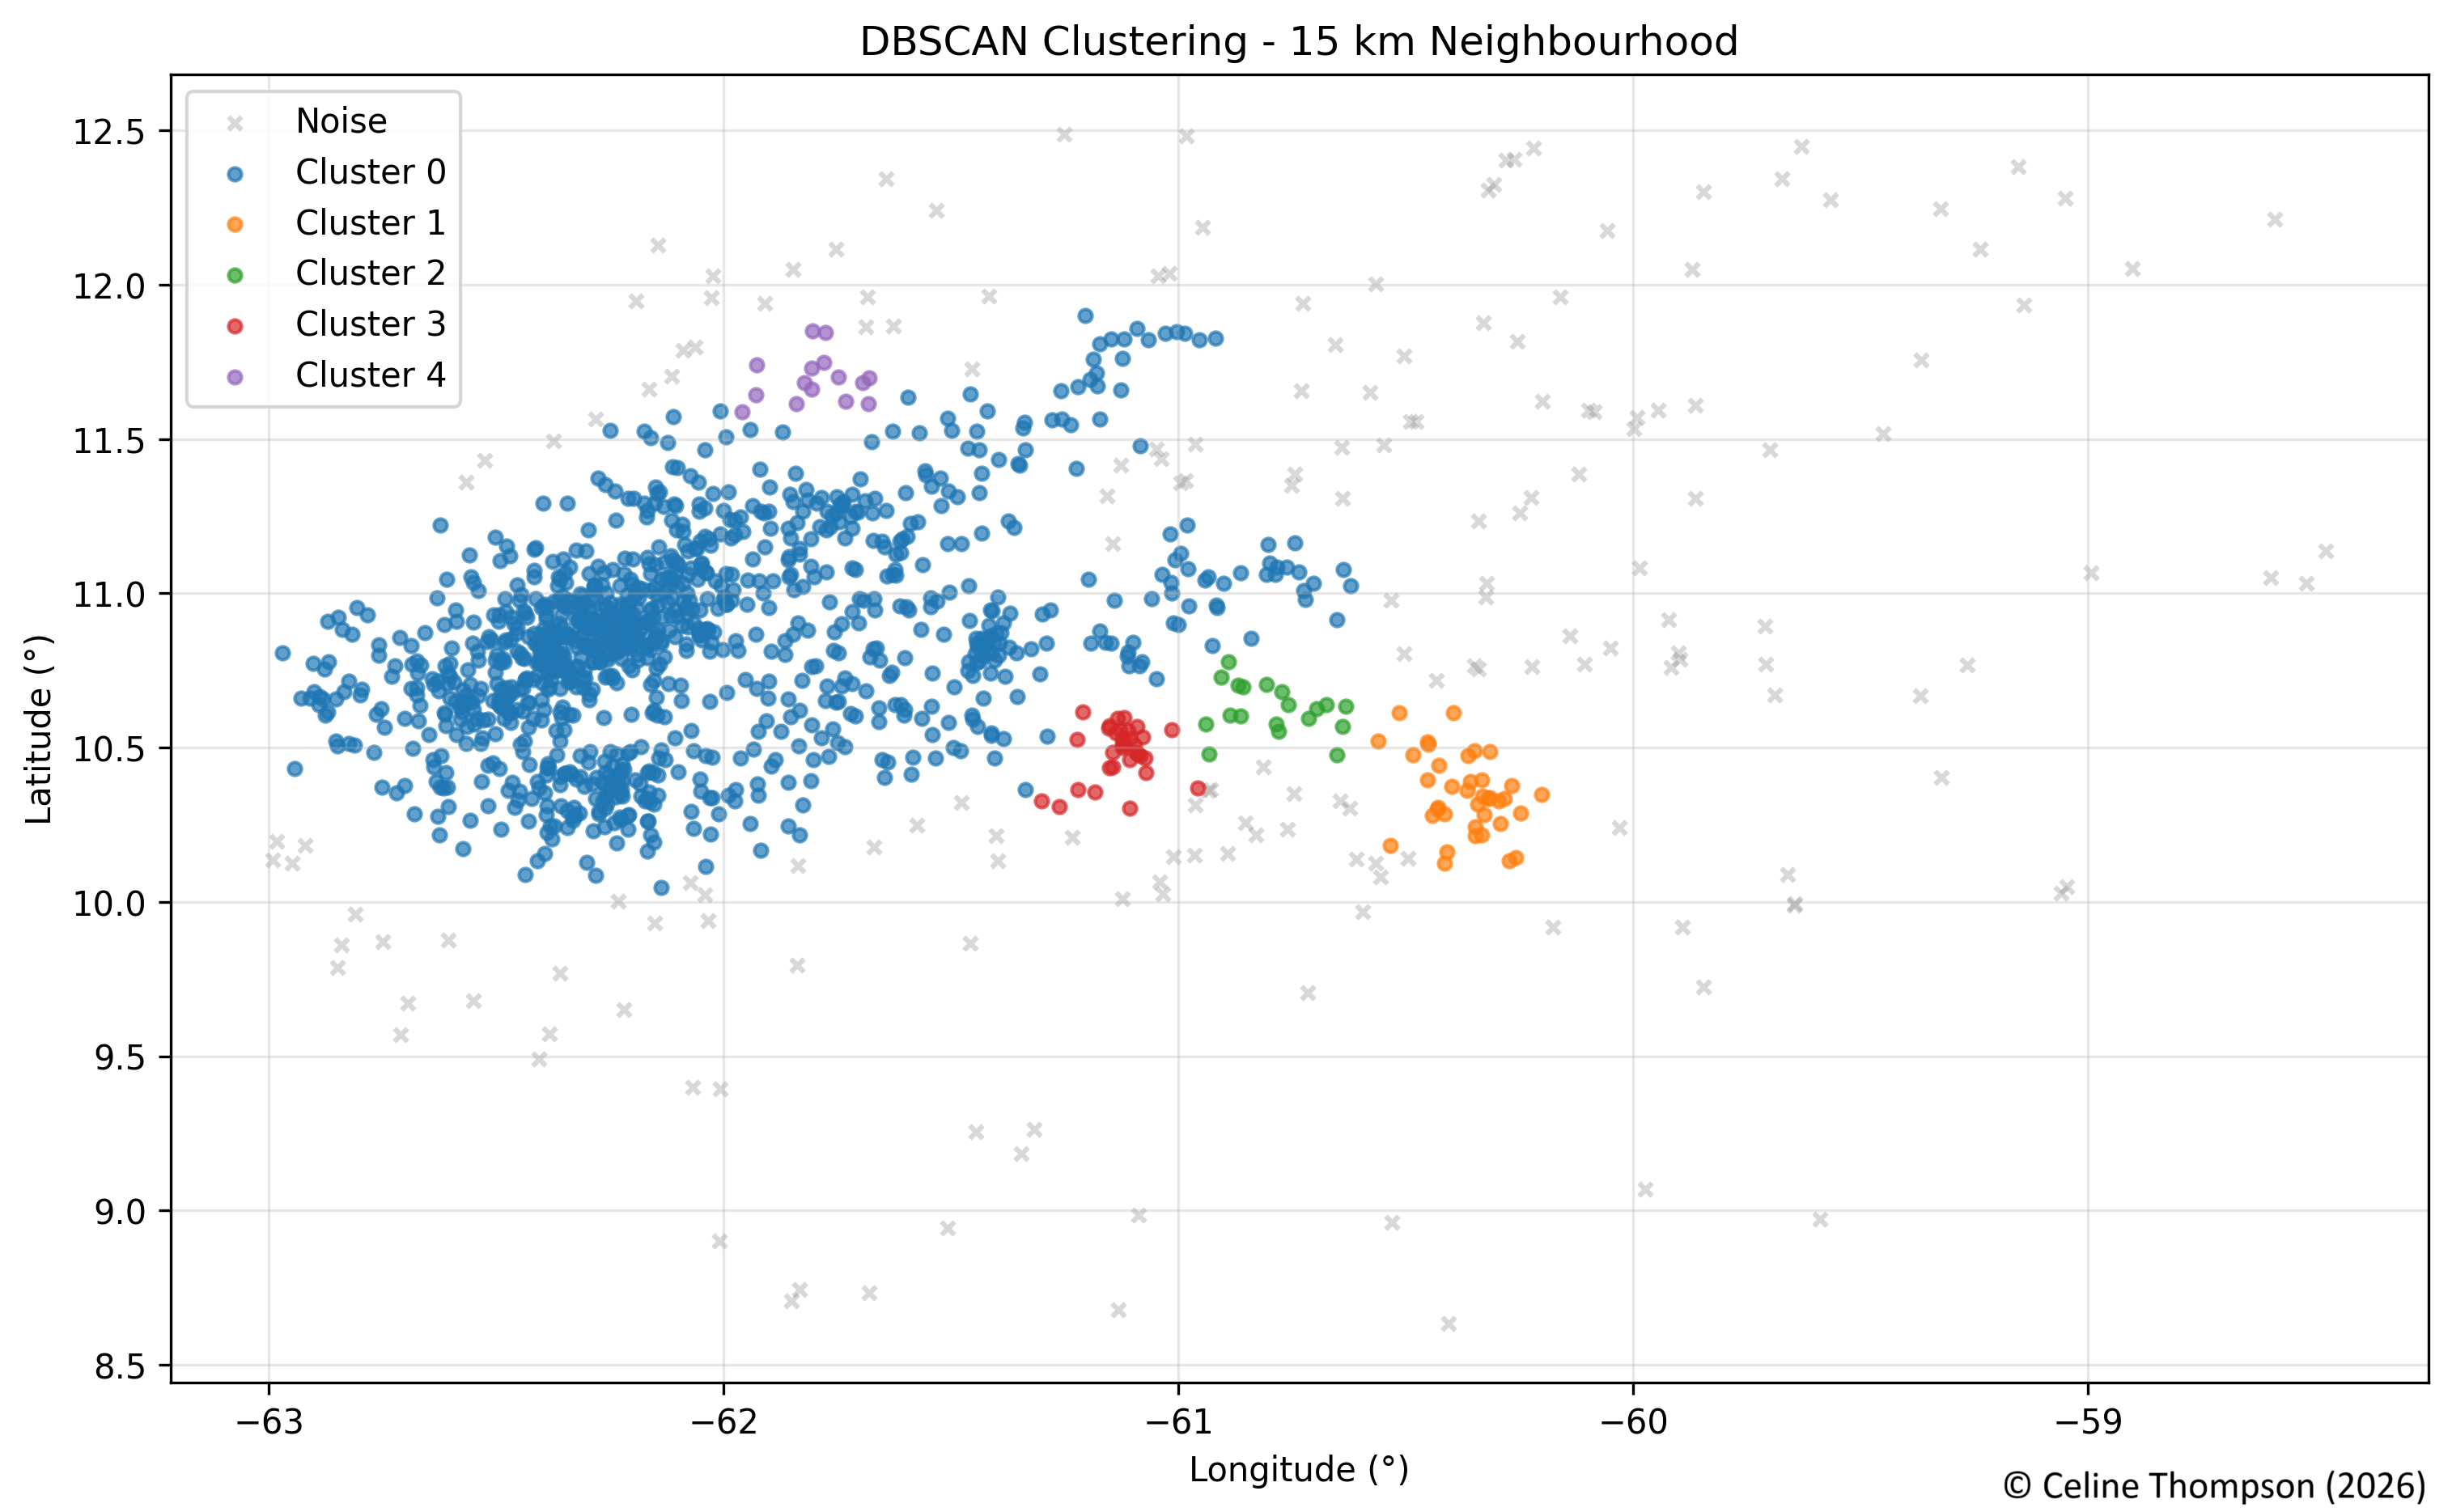 DBSCAN Clustering - 15 km Neighbourhood
Noise
Cluster 0
Cluster 1
Cluster 2
Cluster 3
Cluster 4
12.5
12.0
11.5
11.0
10.5
10.0
9.5
9.0
8.5
Latitude (°)
−63 −62 −61 −60 −59
Longitude (°)
© Celine Thompson (2026)